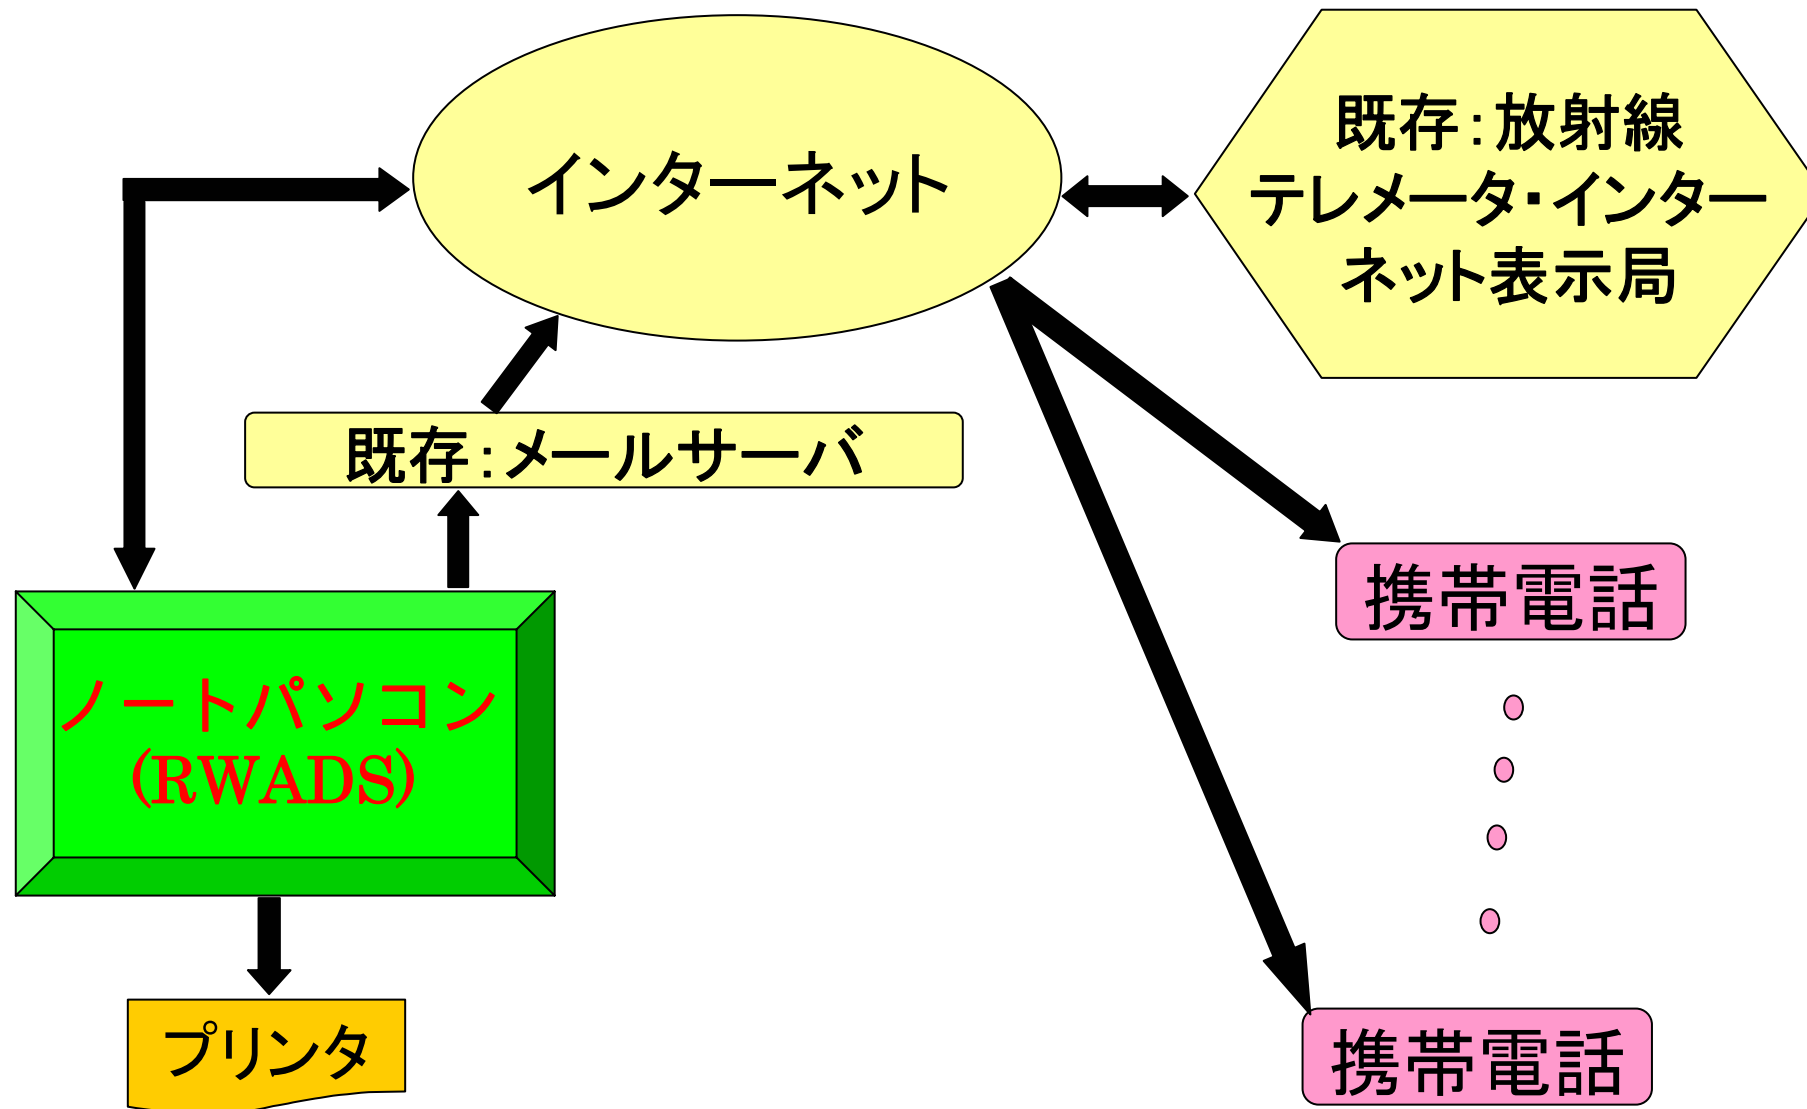 インターネット
既存：放射線
テレメータ・インター
ネット表示局
既存：メールサーバ
携帯電話
ノートパソコン
(RWADS)
プリンタ
携帯電話